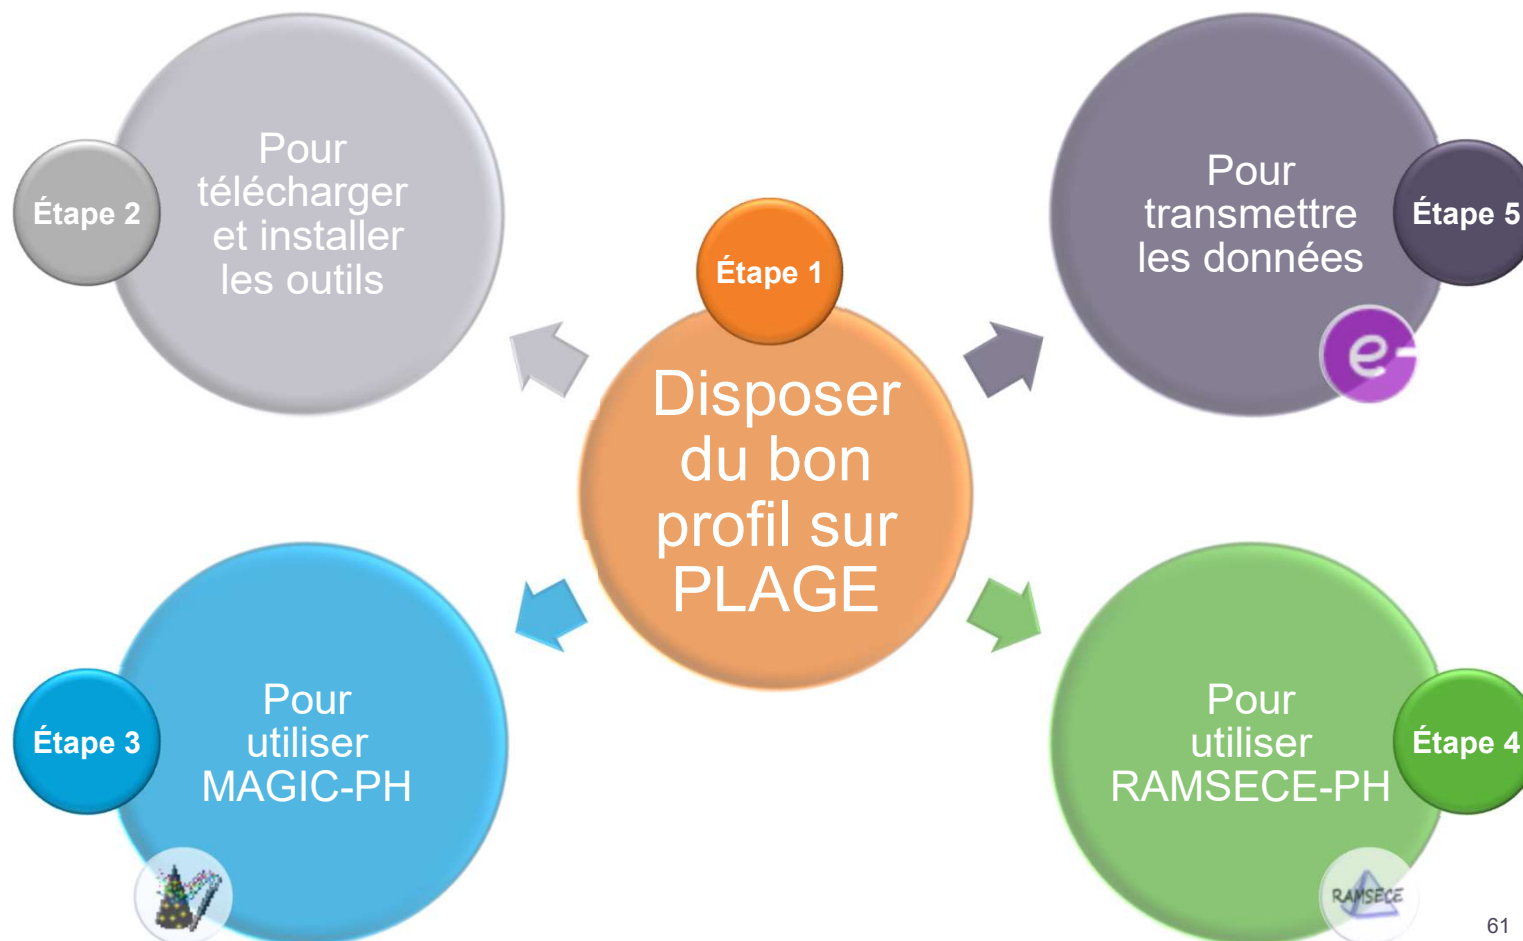 Étape 1
Disposer
du bon
profil sur
PLAGE
Étape 2
Pour
télécharger
et installer
les outils
Étape 3
Pour
utiliser
MAGIC-PH
Étape 4
Pour
utiliser
RAMSECE-PH
RAMSECE
Étape 5
Pour
transmettre
les données
e-
61